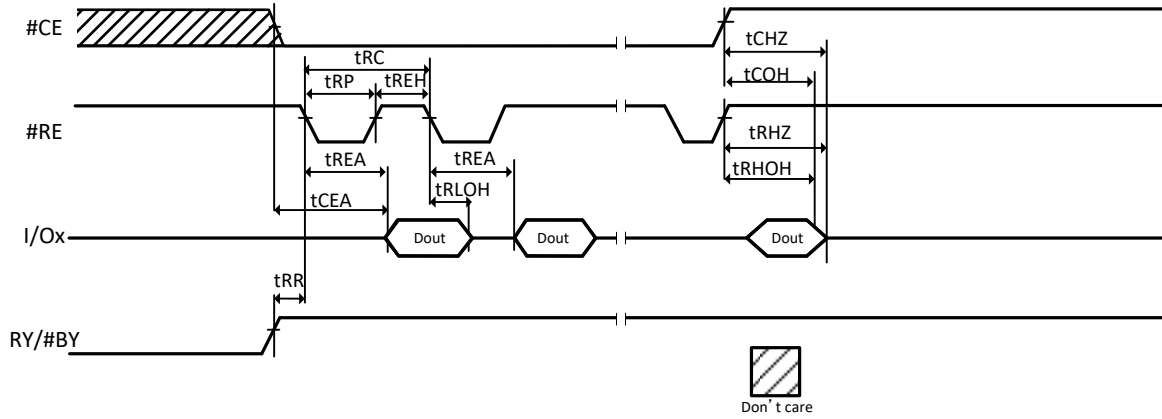 #CE
tCHZ
tRC
tCOH
tRP tREH
#RE
tRHZ
tREA tREA
tRHOH
tRLOH
tCEA
I/Ox
Dout Dout Dout
tRR
RY/#BY
Don’t care